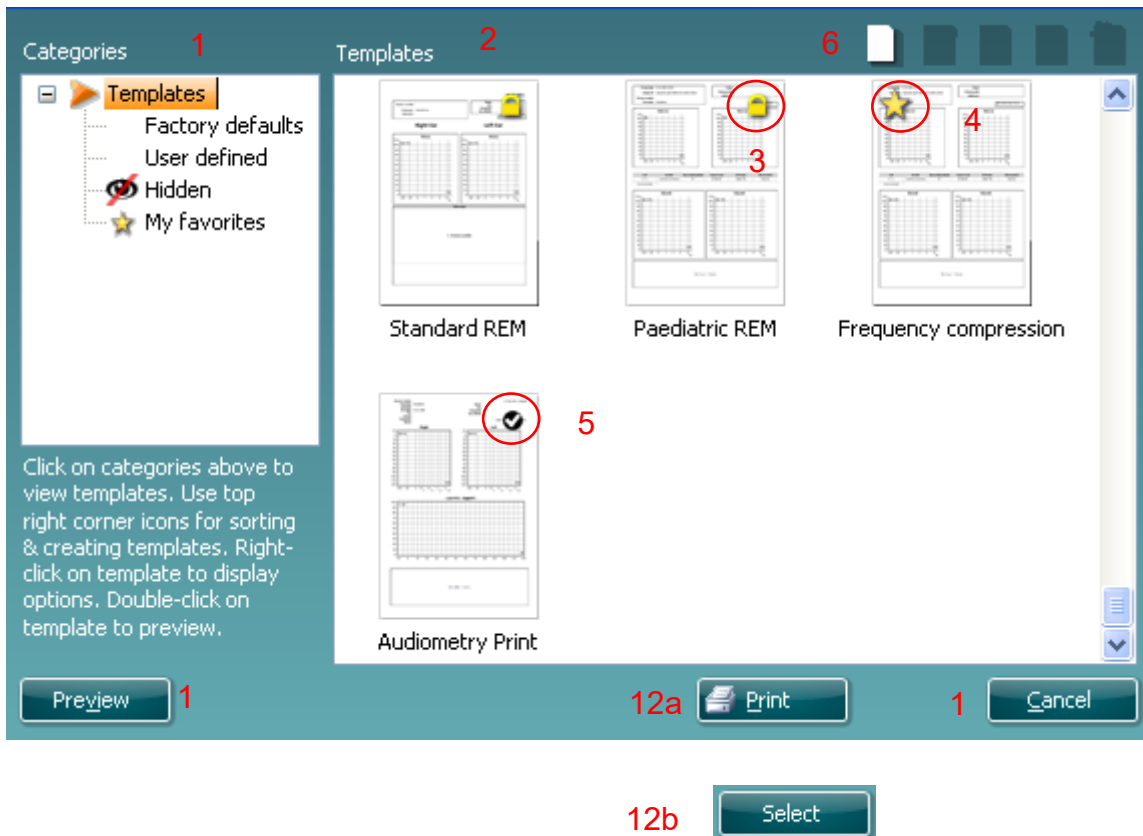 Categories 1
Templates 2 6
Templates
Factory defaults
User defined
Hidden
My favorites
3
4
Standard REM
Paediatric REM
Frequency compression
5
Audiometry Print
Click on categories above to
view templates. Use top
right corner icons for sorting
& creating templates. Right-
click on template to display
options. Double-click on
template to preview.
Preview 1
12a Print
1 Cancel
12b Select